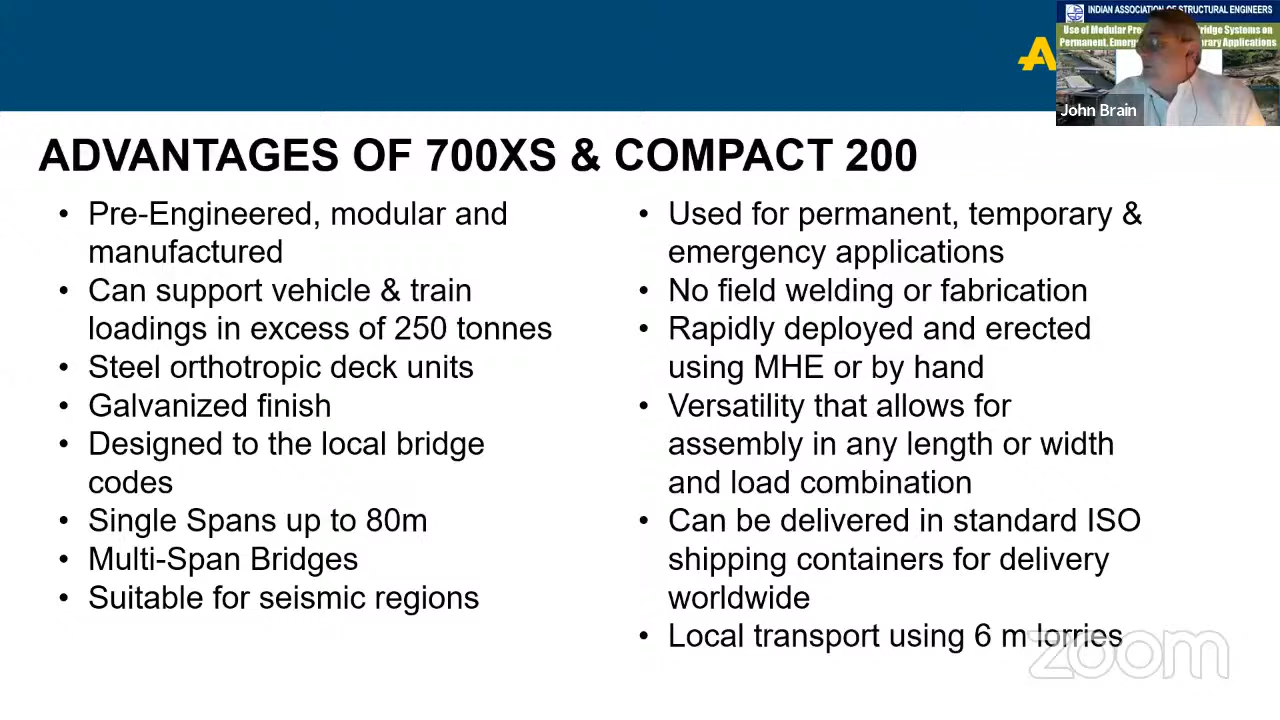 INDIAN ASSOCIATION OF STRUCTURAL ENGINEERS
Use of Modular Pre- ridge Systems on
Permanent, Emerg rary Applications
John Brain
ADVANTAGES OF 700XS & COMPACT 200
• Pre-Engineered, modular and
manufactured
• Can support vehicle & train
loadings in excess of 250 tonnes
• Steel orthotropic deck units
• Galvanized finish
• Designed to the local bridge
codes
• Single Spans up to 80m
• Multi-Span Bridges
• Suitable for seismic regions
• Used for permanent, temporary &
emergency applications
• No field welding or fabrication
• Rapidly deployed and erected
using MHE or by hand
• Versatility that allows for
assembly in any length or width
and load combination
• Can be delivered in standard ISO
shipping containers for delivery
worldwide
• Local transport using 6 m lorries
zoom